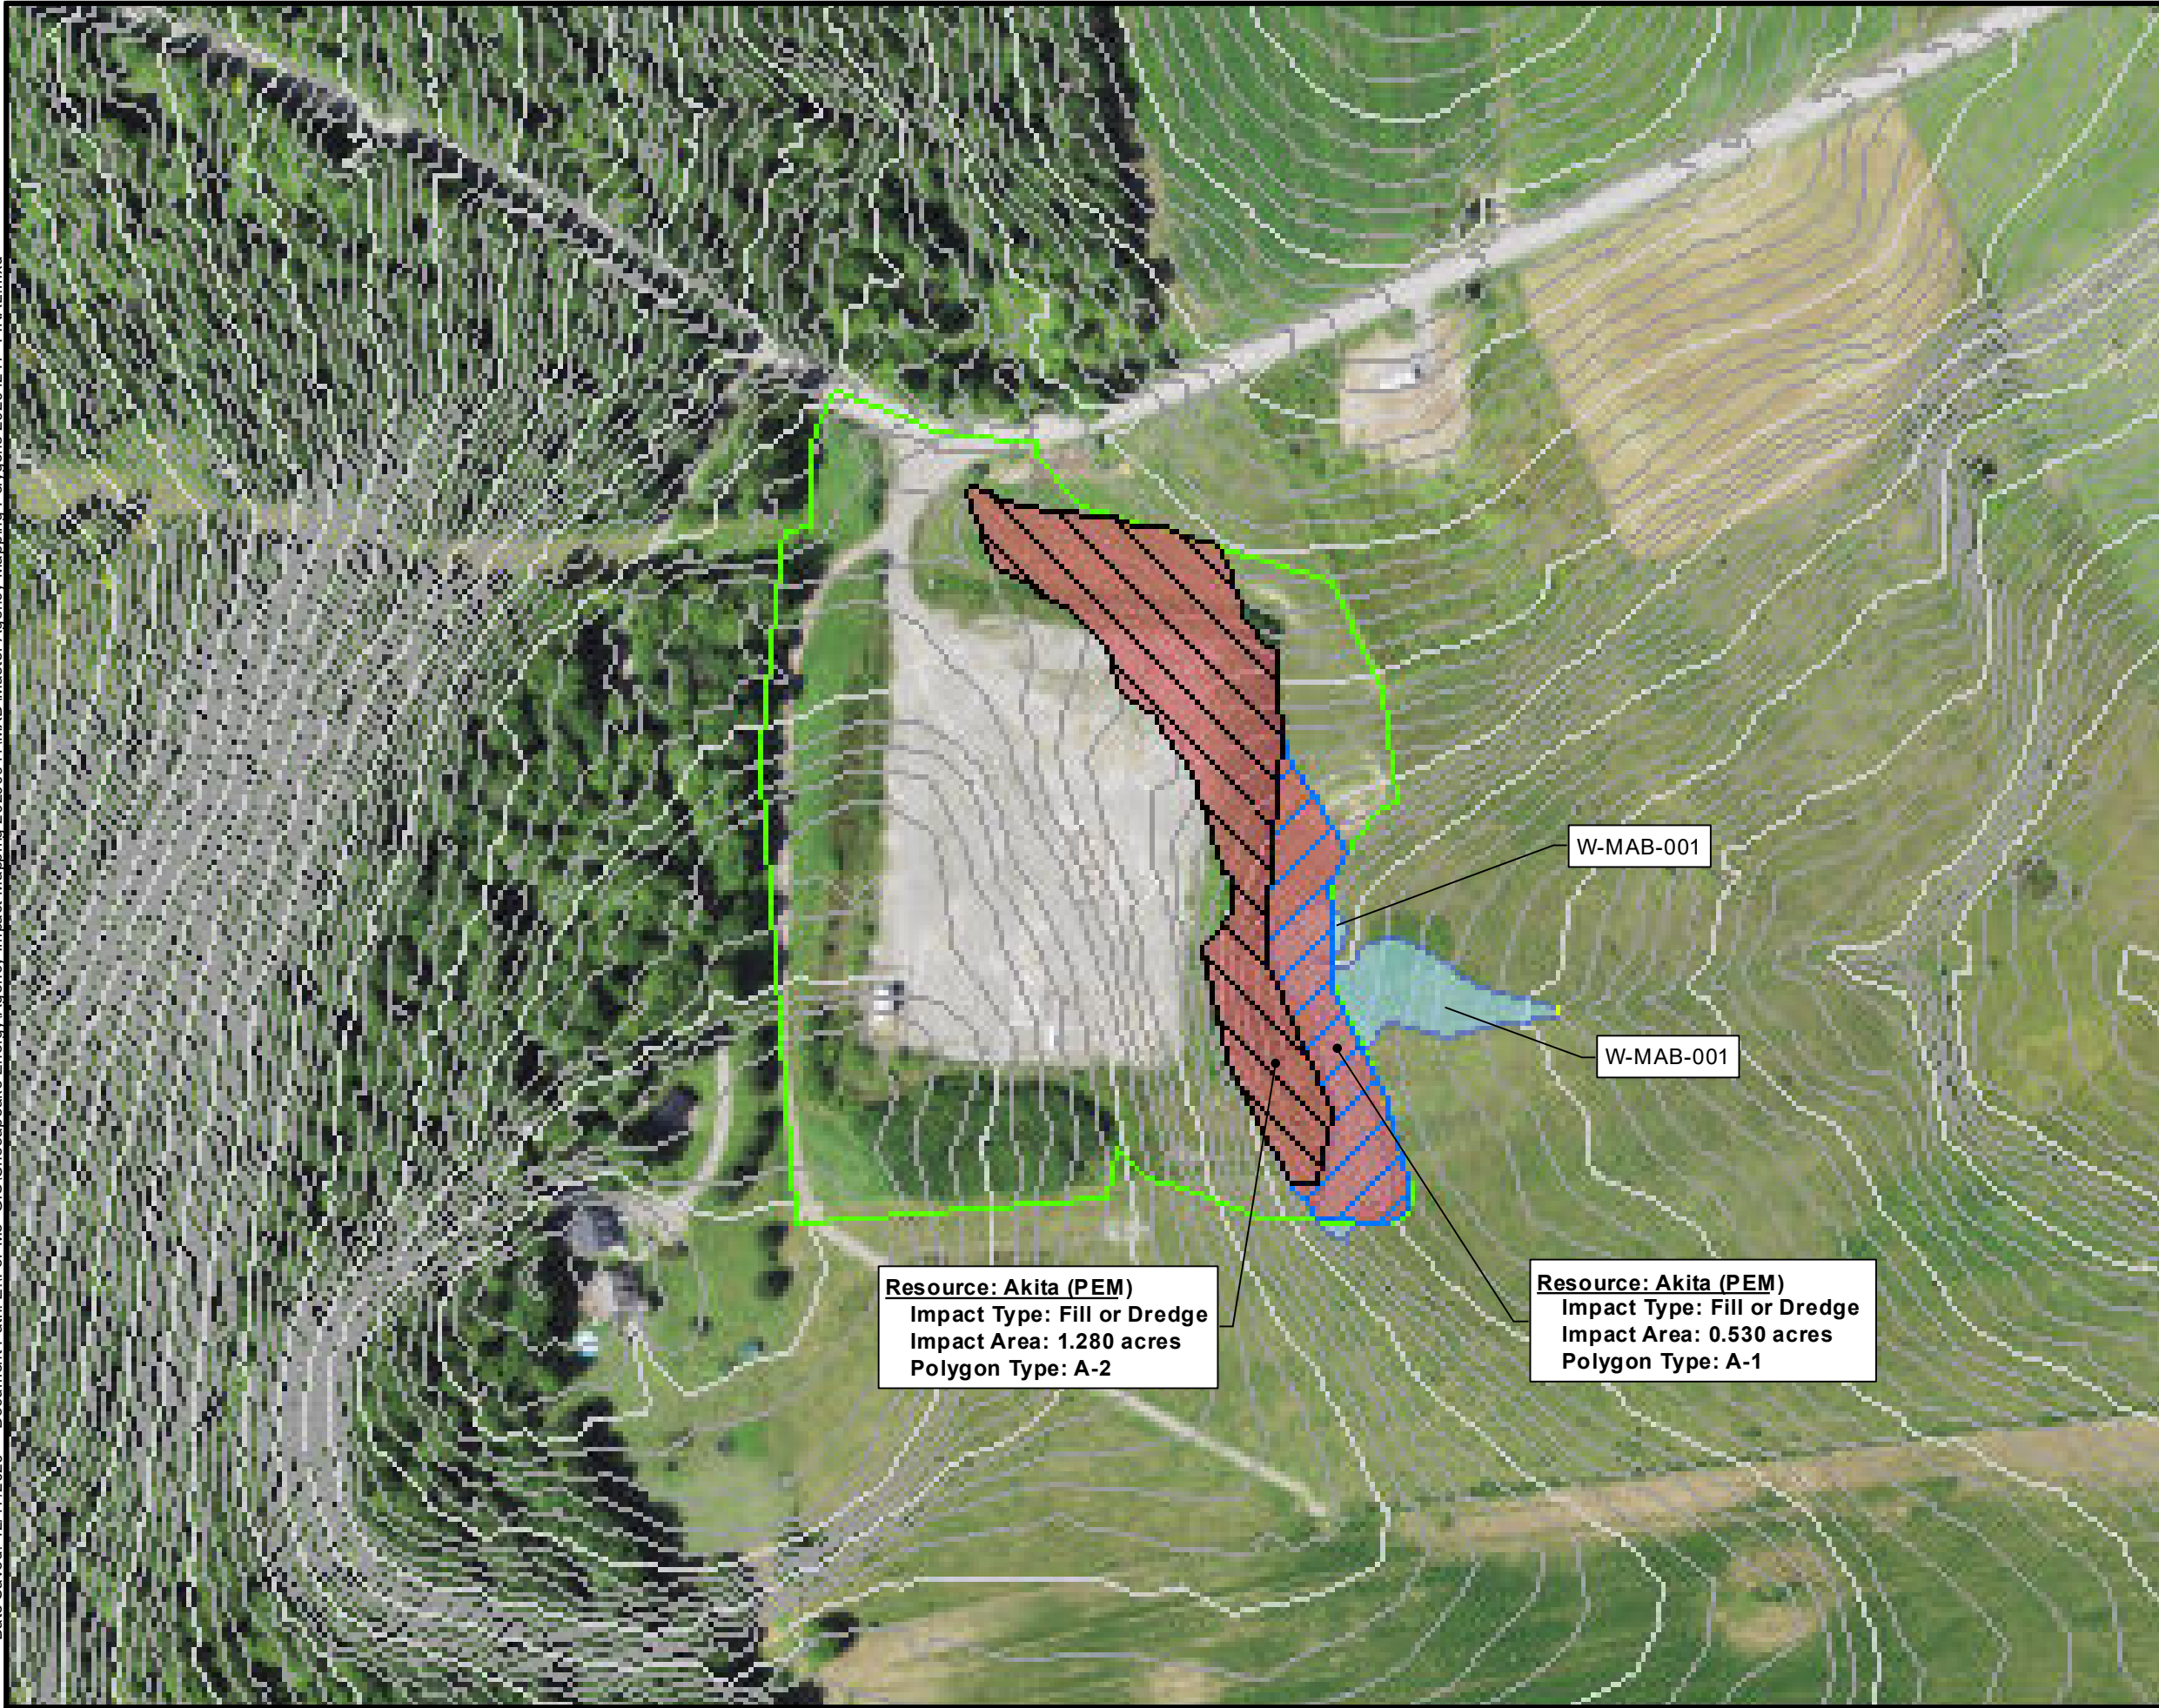 W-MAB-001
W-MAB-001
Resource: Akita (PEM)
Impact Type: Fill or Dredge
Impact Area: 1.280 acres
Polygon Type: A-2
Resource: Akita (PEM)
Impact Type: Fill or Dredge
Impact Area: 0.530 acres
Polygon Type: A-1